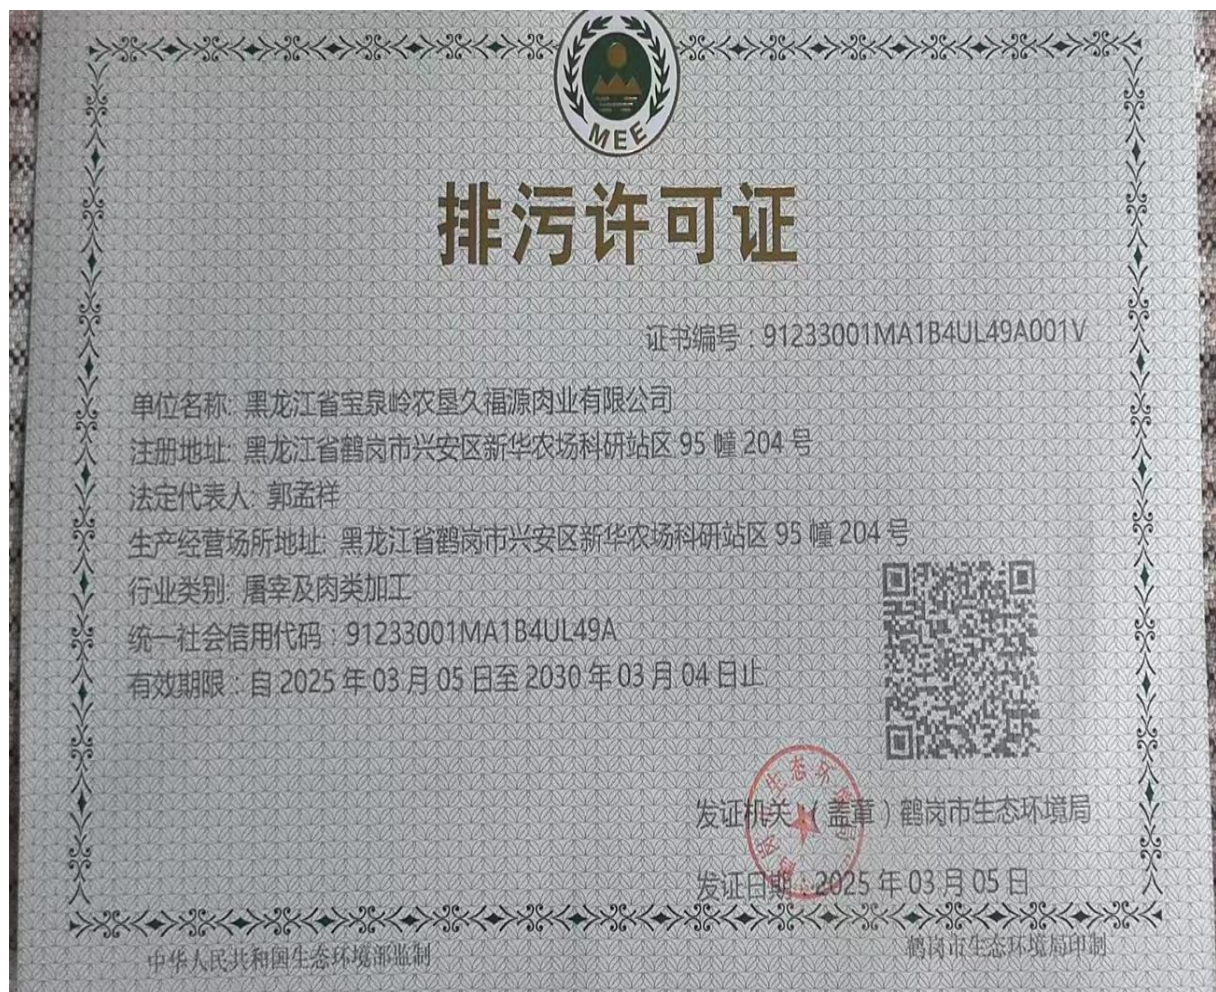 MEE
排污许可证
证书编号：91233001MA1B4UL49A001V
单位名称: 黑龙江省宝泉岭农垦久福源肉业有限公司
注册地址: 黑龙江省鹤岗市兴安区新华农场科研站区 95 幢 204 号
法定代表人: 郭孟祥
生产经营场所地址: 黑龙江省鹤岗市兴安区新华农场科研站区 95 幢 204 号
行业类别: 屠宰及肉类加工
统一社会信用代码：91233001MA1B4UL49A
有效期限：自 2025 年 03 月 05 日至 2030 年 03 月 04 日止
发证机关：（盖章）鹤岗市生态环境局
发证日期：2025 年 03 月 05 日
中华人民共和国生态环境部监制
鹤岗市生态环境局印制